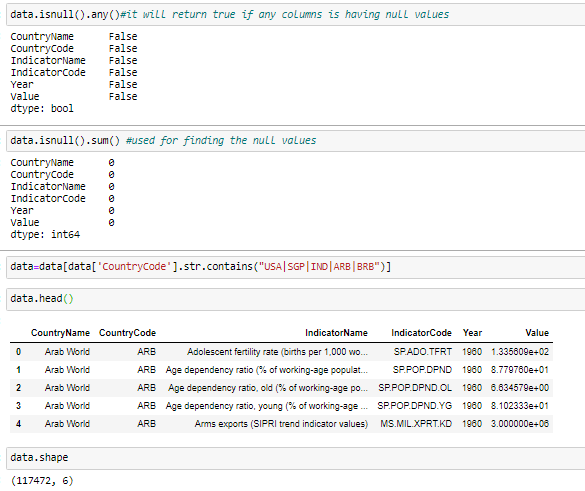 data.isnull().any()#it will return true if any columns is having null values
CountryName False
CountryCode False
IndicatorName False
IndicatorCode False
Year False
Value False
dtype: bool
data.isnull().sum() #used for finding the null values
CountryName 0
CountryCode 0
IndicatorName 0
IndicatorCode 0
Year 0
Value 0
dtype: int64
data=data[data['CountryCode'].str.contains("USA|SGP|IND|ARB|BRB")]
data.head()
CountryName CountryCode IndicatorName IndicatorCode Year Value
0 Arab World ARB Adolescent fertility rate (births per 1,000 wo... SP.ADO.TFRT 1960 1.335609e+02
1 Arab World ARB Age dependency ratio (% of working-age populat... SP.POP.DPND 1960 8.779760e+01
2 Arab World ARB Age dependency ratio, old (% of working-age po... SP.POP.DPND.OL 1960 6.634579e+00
3 Arab World ARB Age dependency ratio, young (% of working-age ... SP.POP.DPND.YG 1960 8.102333e+01
4 Arab World ARB Arms exports (SIPRI trend indicator values) MS.MIL.XPRT.KD 1960 3.000000e+06
data.shape
(117472, 6)